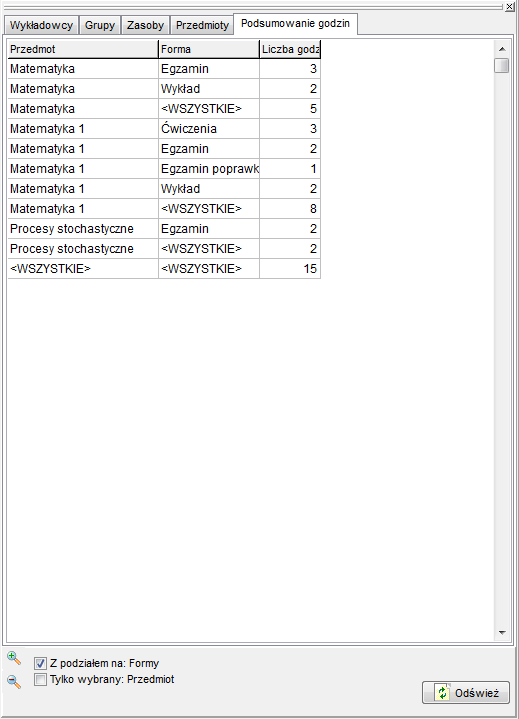 Wykładowcy Grupy Zasoby Przedmioty Podsumowanie godzin
Przedmot Forma Liczba godz
Matematyka Egzamin 3
Matematyka Wykład 2
Matematyka <WSZYSTKIE> 5
Matematyka 1 Ćwiczenia 3
Matematyka 1 Egzamin 2
Matematyka 1 Egzamin poprawk 1
Matematyka 1 Wykład 2
Matematyka 1 <WSZYSTKIE> 8
Procesy stochastyczne Egzamin 2
Procesy stochastyczne <WSZYSTKIE> 2
<WSZYSTKIE> <WSZYSTKIE> 15
Z podziałem na: Formy
Tylko wybrany: Przedmiot
Odśwież